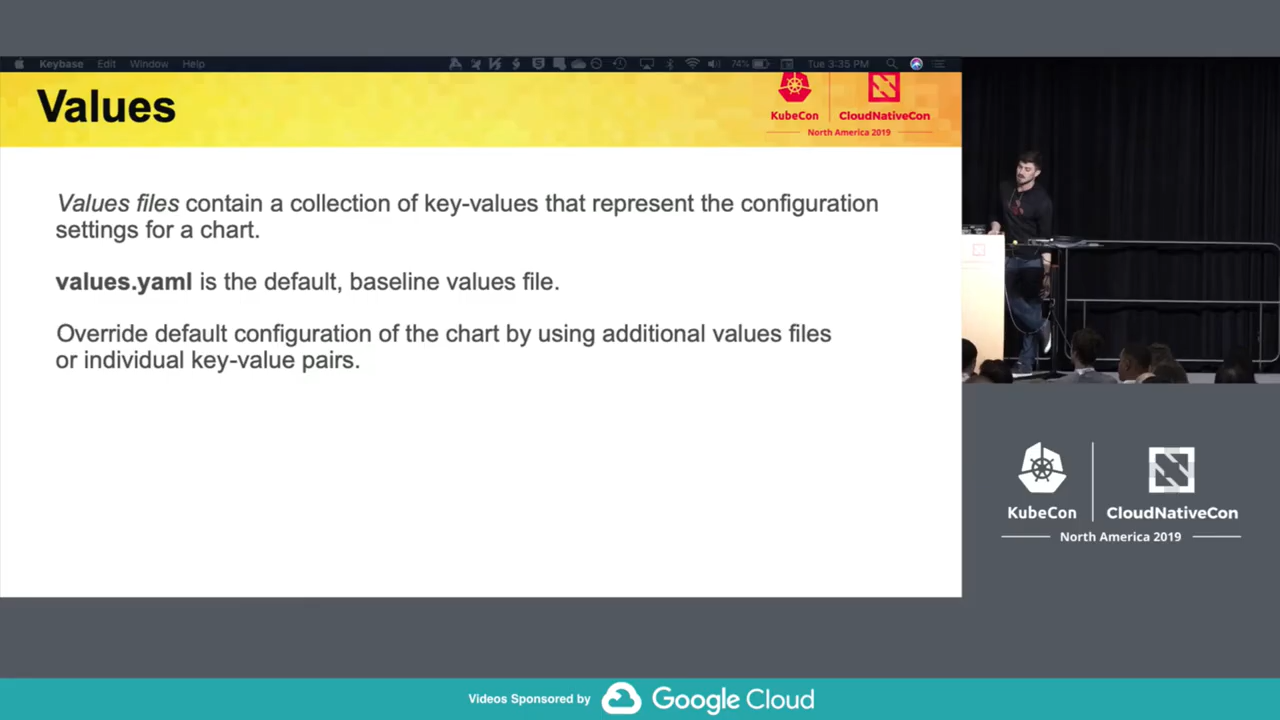 Keybase Edit Window Help
74% Tue 3:35 PM
Values
KubeCon CloudNativeCon
North America 2019
Values files contain a collection of key-values that represent the configuration
settings for a chart.
values.yaml is the default, baseline values file.
Override default configuration of the chart by using additional values files
or individual key-value pairs.
KubeCon CloudNativeCon
North America 2019
Videos Sponsored by Google Cloud